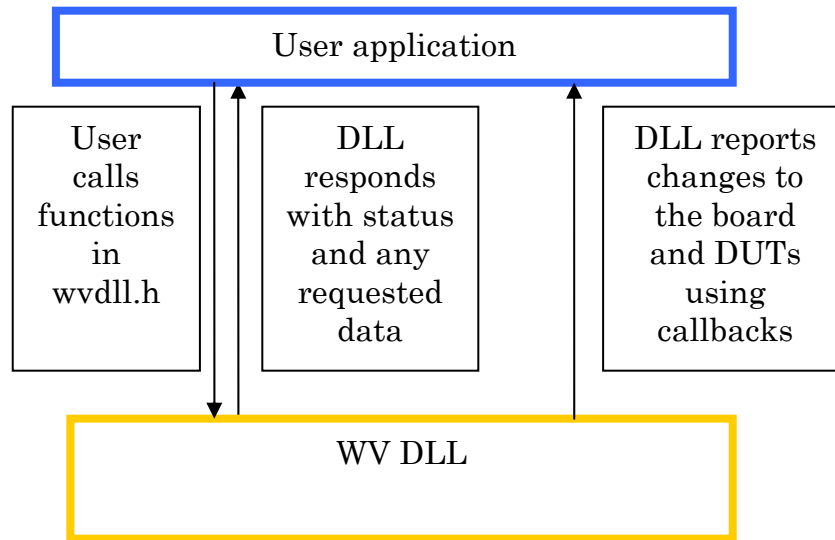 User application
User
calls
functions
in
wvdll.h
DLL
responds
with status
and any
requested
data
DLL reports
changes to
the board
and DUTs
using
callbacks
WV DLL